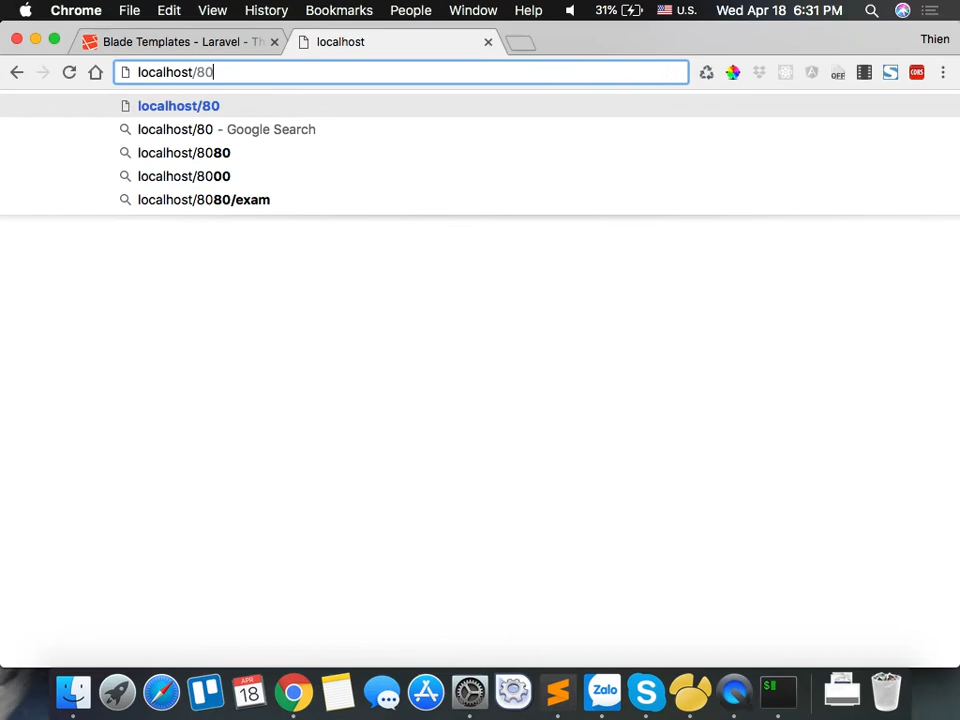 Chrome File Edit View History Bookmarks People Window Help 31% U.S. Wed Apr 18 6:31 PM
Blade Templates - Laravel - Th
localhost
Thien
localhost/80
OFF
CORS
localhost/80
localhost/80 - Google Search
localhost/8080
localhost/8000
localhost/8080/exam
APR
18
Zalo
$